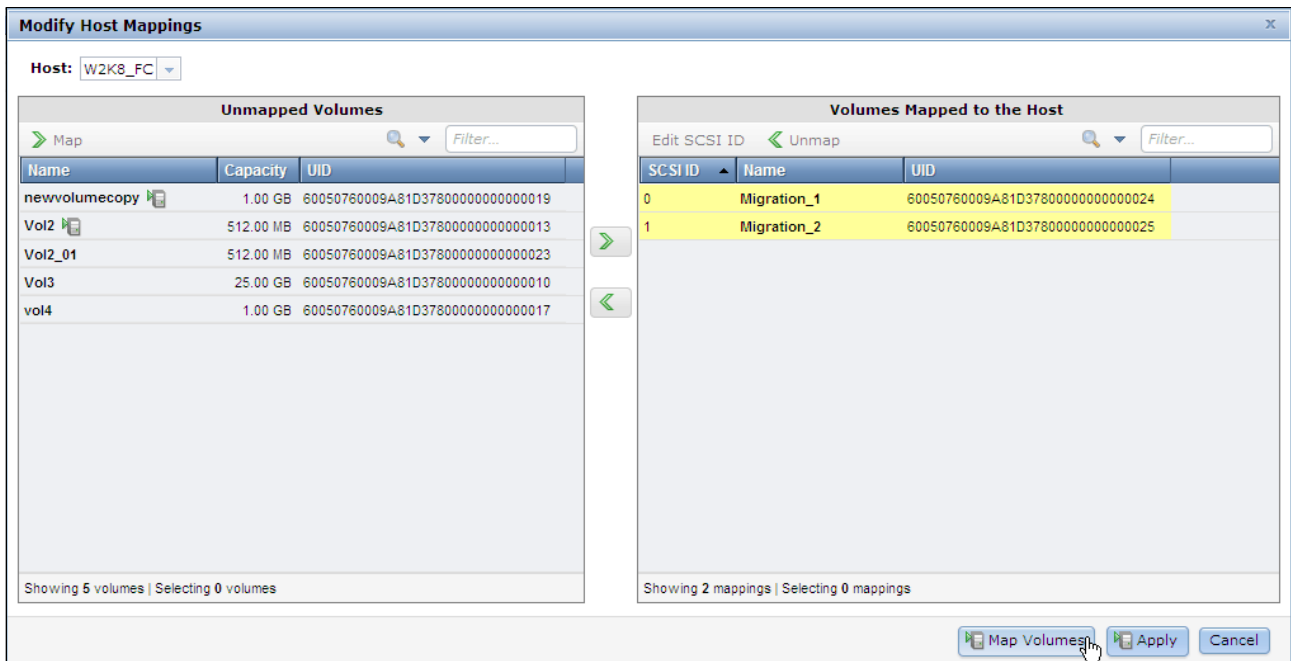 Modify Host Mappings
x
Host: W2K8_FC
Unmapped Volumes
Map
Filter...
Name Capacity UID
newvolumecopy 1.00 GB 60050760009A81D37800000000000019
Vol2 512.00 MB 60050760009A81D37800000000000013
Vol2_01 512.00 MB 60050760009A81D37800000000000023
Vol3 25.00 GB 60050760009A81D37800000000000010
vol4 1.00 GB 60050760009A81D37800000000000017
Showing 5 volumes | Selecting 0 volumes
Volumes Mapped to the Host
Edit SCSI ID Unmap
Filter...
SCSI ID Name UID
0 Migration_1 60050760009A81D37800000000000024
1 Migration_2 60050760009A81D37800000000000025
Showing 2 mappings | Selecting 0 mappings
Map Volumes Apply Cancel